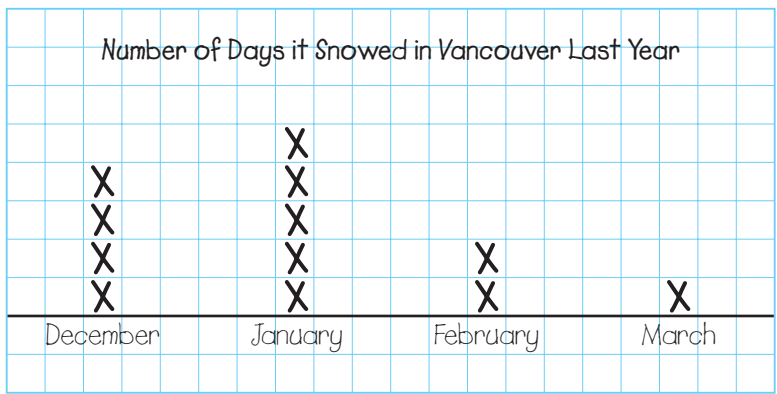 Number of Days it Snowed in Vancouver Last Year
X
X X
X X
X X X
X X X X
December January February March